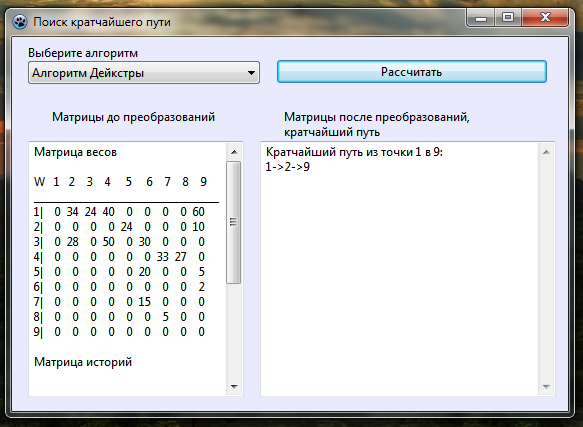 Поиск кратчайшего пути
Выберите алгоритм
Алгоритм Дейкстры
Рассчитать
Матрицы до преобразований
Матрица весов
W 1 2 3 4 5 6 7 8 9
1| 0 34 24 40 0 0 0 0 60
2| 0 0 0 0 24 0 0 0 10
3| 0 28 0 50 0 30 0 0 0
4| 0 0 0 0 0 0 33 27 0
5| 0 0 0 0 0 20 0 0 5
6| 0 0 0 0 0 0 0 0 2
7| 0 0 0 0 0 15 0 0 0
8| 0 0 0 0 0 0 5 0 0
9| 0 0 0 0 0 0 0 0 0
Матрица историй
Матрицы после преобразований,
кратчайший путь
Кратчайший путь из точки 1 в 9:
1->2->9